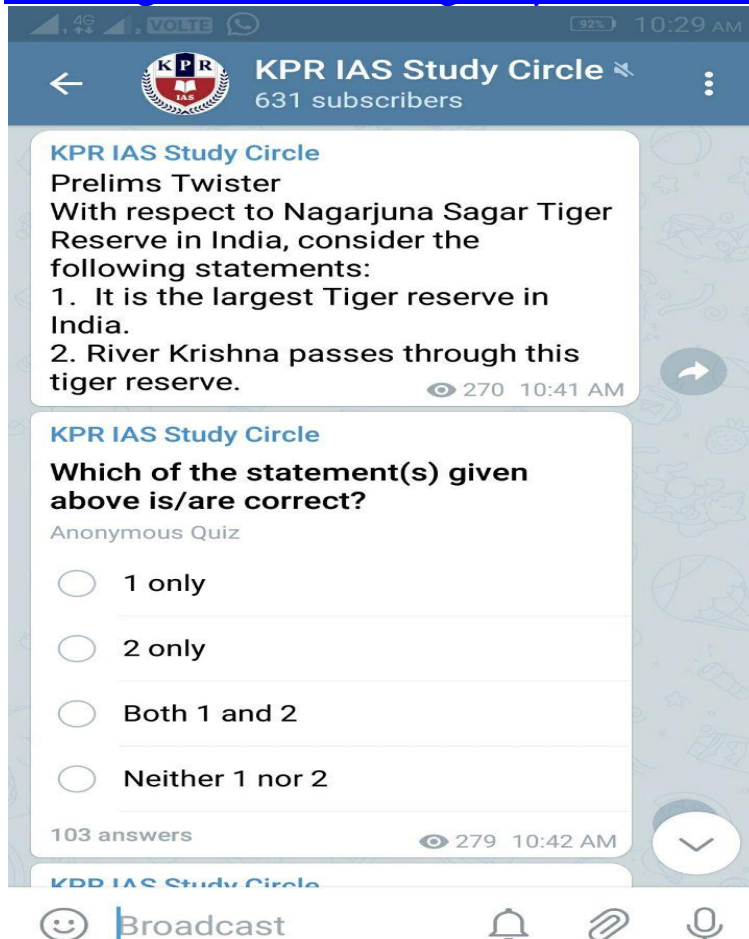 4G
1
2 VOLTE
92%
10:29 AM
KPR
IAS
KPR IAS Study Circle
631 subscribers
KPR IAS Study Circle
Prelims Twister
With respect to Nagarjuna Sagar Tiger
Reserve in India, consider the
following statements:
1. It is the largest Tiger reserve in
India.
2. River Krishna passes through this
tiger reserve.
270 10:41 AM
KPR IAS Study Circle
Which of the statement(s) given
above is/are correct?
Anonymous Quiz
1 only
2 only
Both 1 and 2
Neither 1 nor 2
103 answers
279 10:42 AM
KPR IAS Study Circle
Broadcast